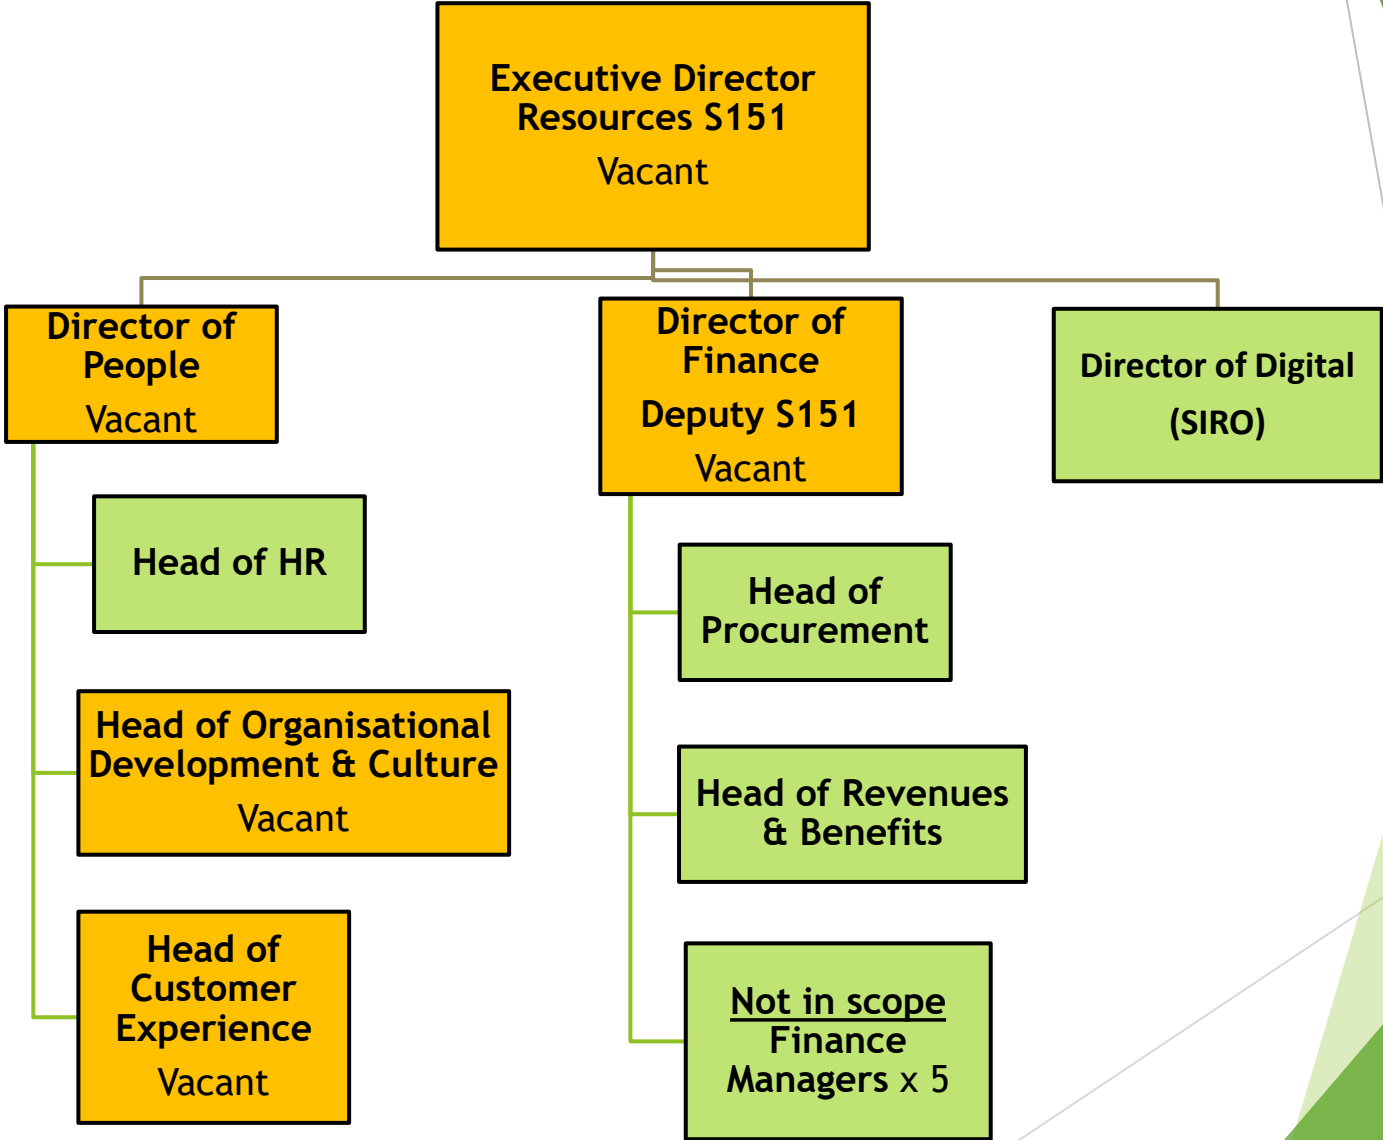 Executive Director
Resources S151
Vacant
Director of
People
Vacant
Director of
Finance
Deputy S151
Vacant
Director of Digital
(SIRO)
Head of HR
Head of Organisational
Development & Culture
Vacant
Head of
Customer
Experience
Vacant
Head of
Procurement
Head of Revenues
& Benefits
Not in scope
Finance
Managers x 5